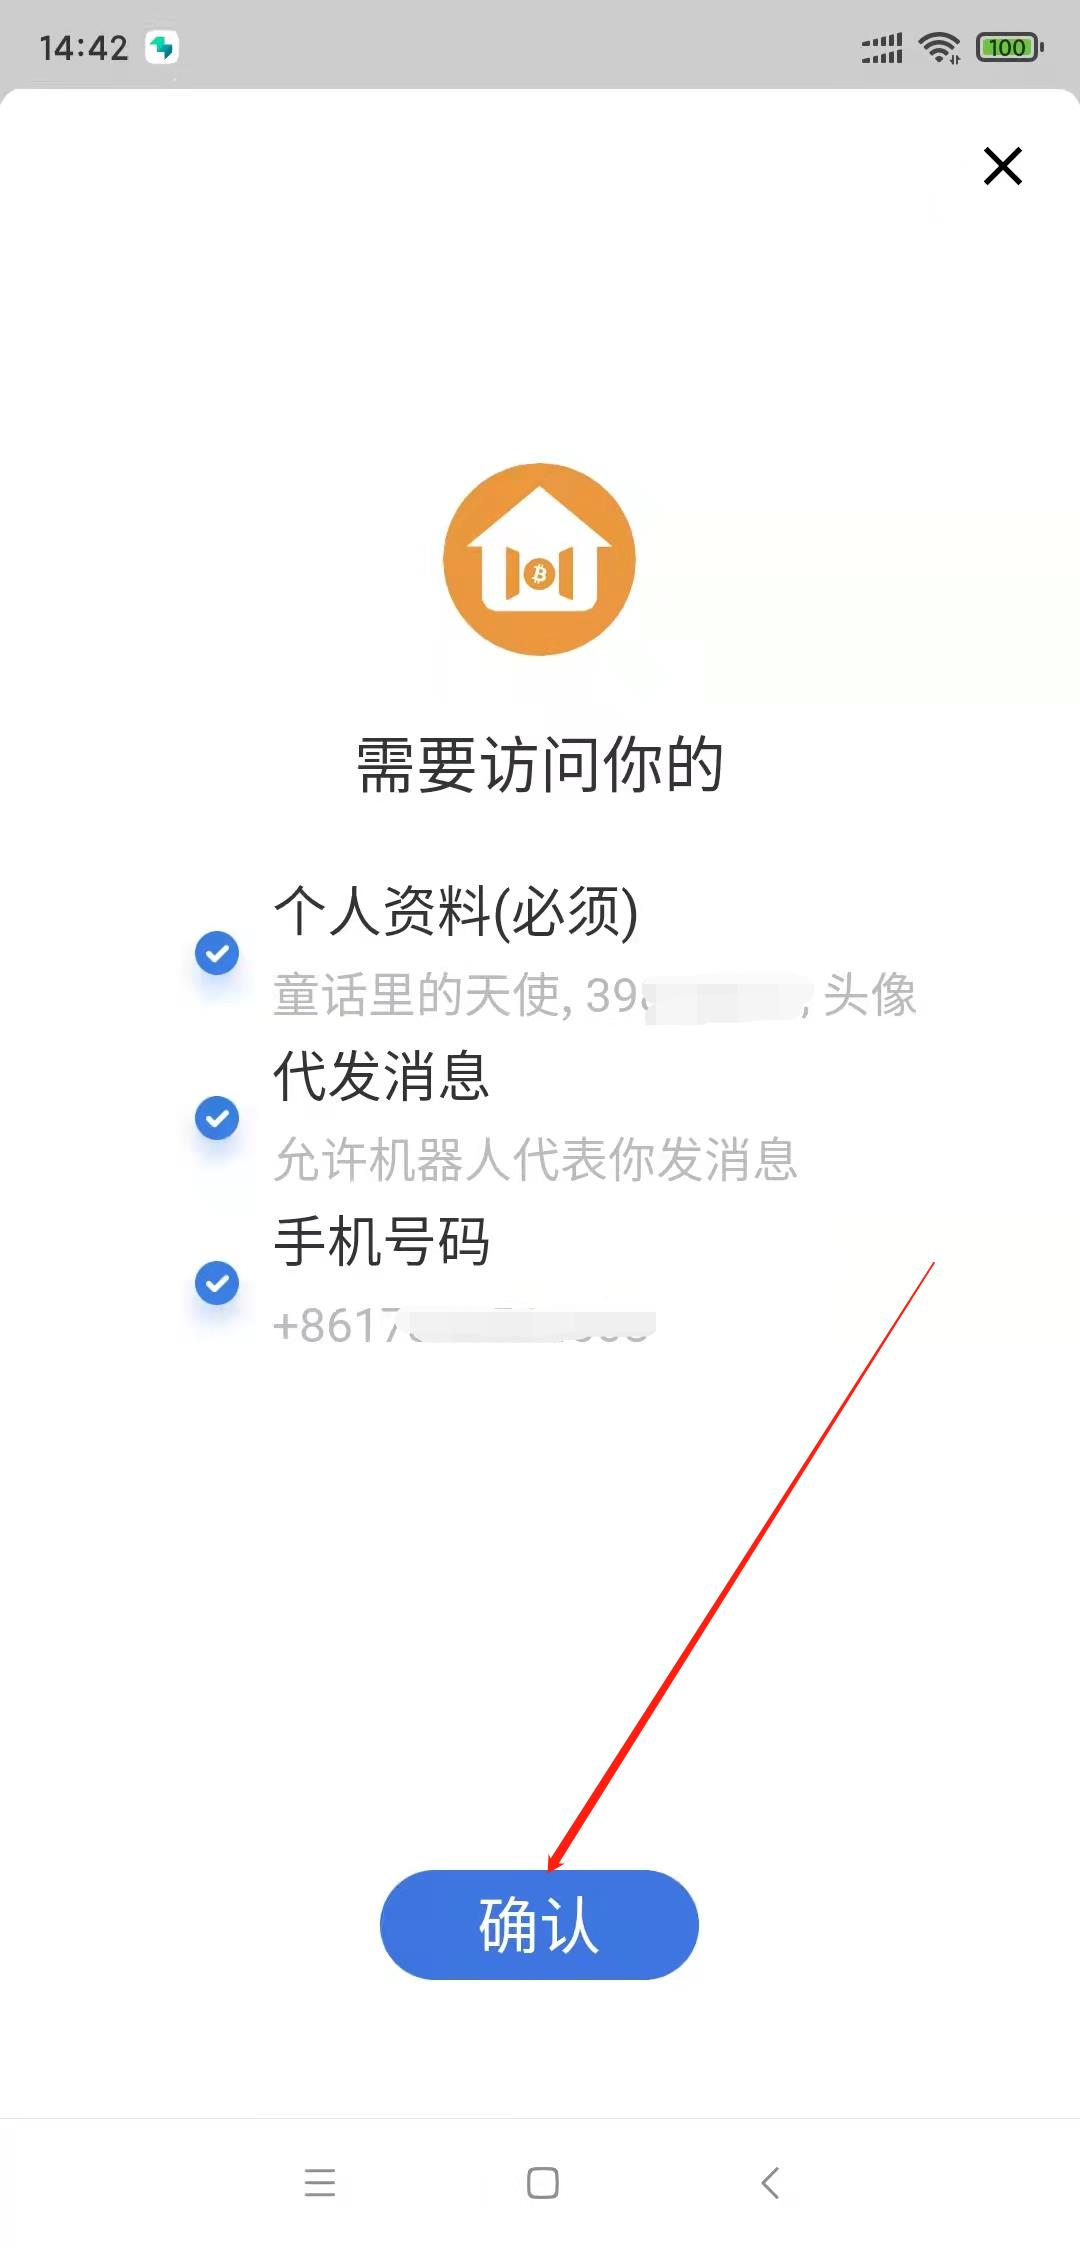 14:42
100
需要访问你的
个人资料(必须)
童话里的天使, 39 , 头像
代发消息
允许机器人代表你发消息
手机号码
+8617
确认